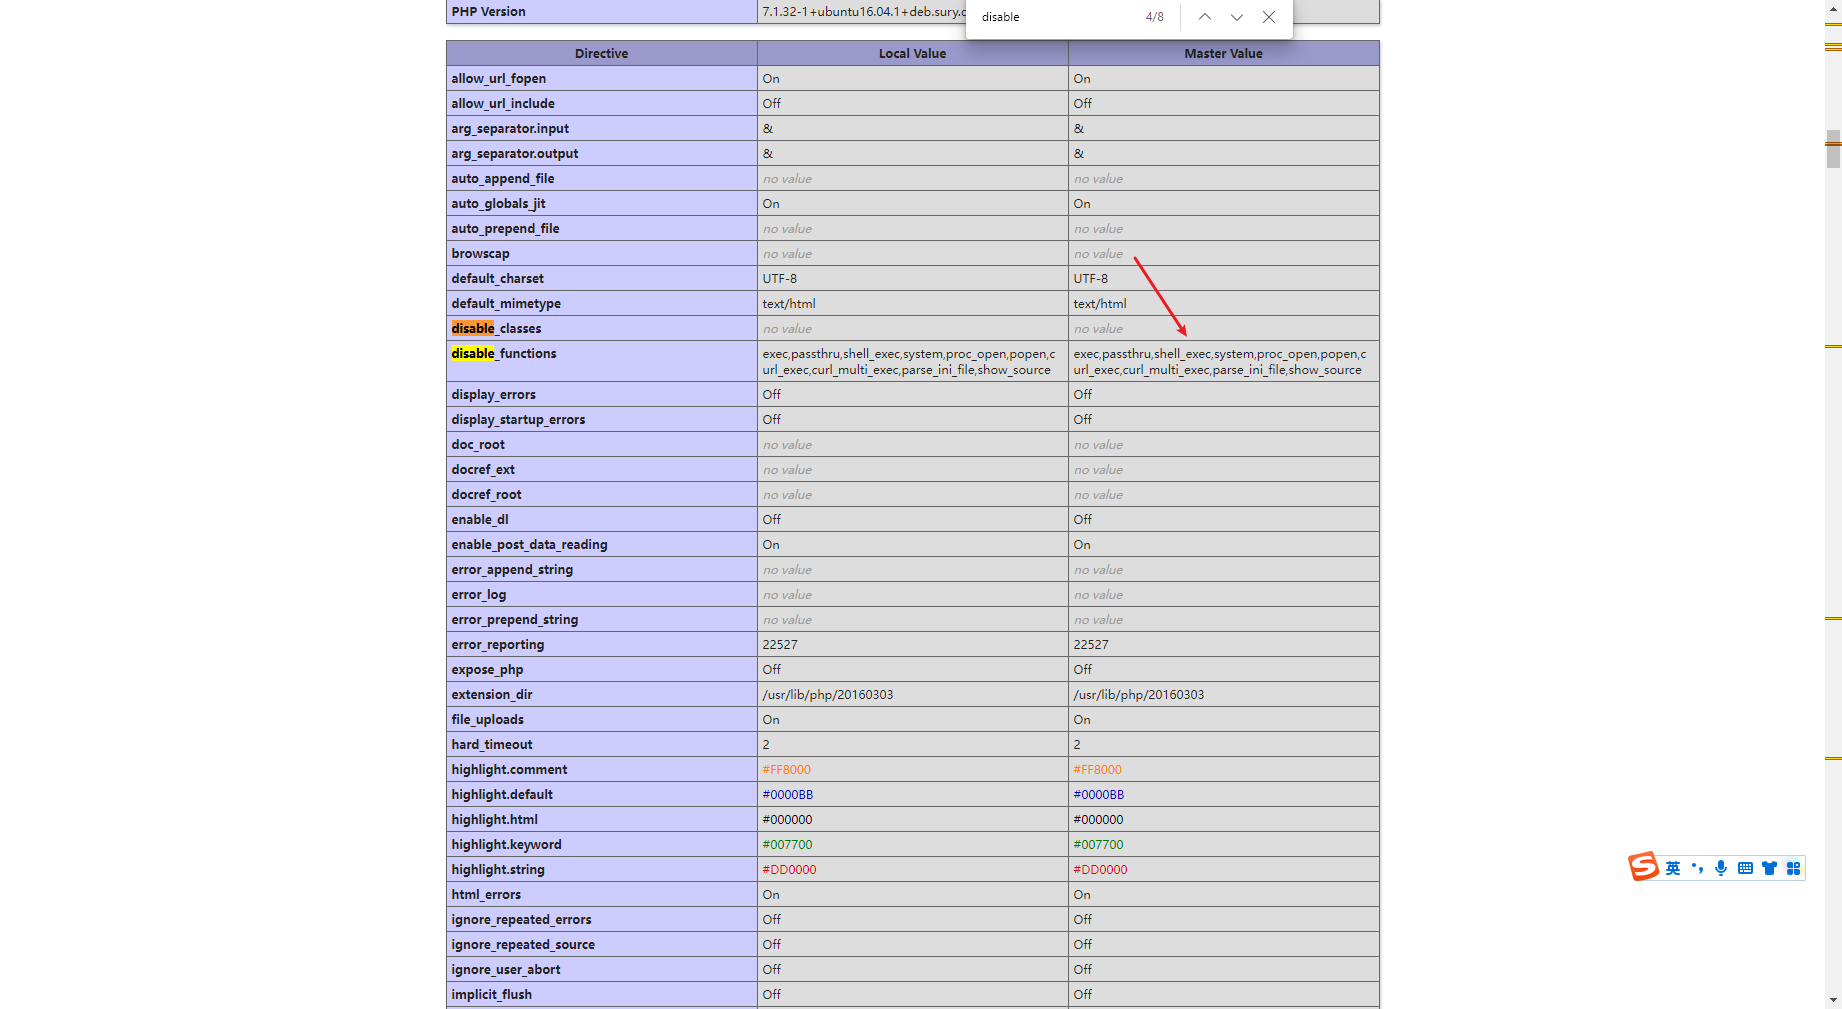 PHP Version 7.1.32-1+ubuntu16.04.1+deb.sury.
disable 4/8
Directive Local Value Master Value
allow_url_fopen On On
allow_url_include Off Off
arg_separator.input & &
arg_separator.output & &
auto_append_file no value no value
auto_globals_jit On On
auto_prepend_file no value no value
browscap no value no value
default_charset UTF-8 UTF-8
default_mimetype text/html text/html
disable_classes no value no value
disable_functions exec,passthru,shell_exec,system,proc_open,popen,c exec,passthru,shell_exec,system,proc_open,popen,c
url_exec,curl_multi_exec,parse_ini_file,show_source url_exec,curl_multi_exec,parse_ini_file,show_source
display_errors Off Off
display_startup_errors Off Off
doc_root no value no value
docref_ext no value no value
docref_root no value no value
enable_dl Off Off
enable_post_data_reading On On
error_append_string no value no value
error_log no value no value
error_prepend_string no value no value
error_reporting 22527 22527
expose_php Off Off
extension_dir /usr/lib/php/20160303 /usr/lib/php/20160303
file_uploads On On
hard_timeout 2 2
highlight.comment #FF8000 #FF8000
highlight.default #0000BB #0000BB
highlight.html #000000 #000000
highlight.keyword #007700 #007700
highlight.string #DD0000 #DD0000
html_errors On On
ignore_repeated_errors Off Off
ignore_repeated_source Off Off
ignore_user_abort Off Off
implicit_flush Off Off
英